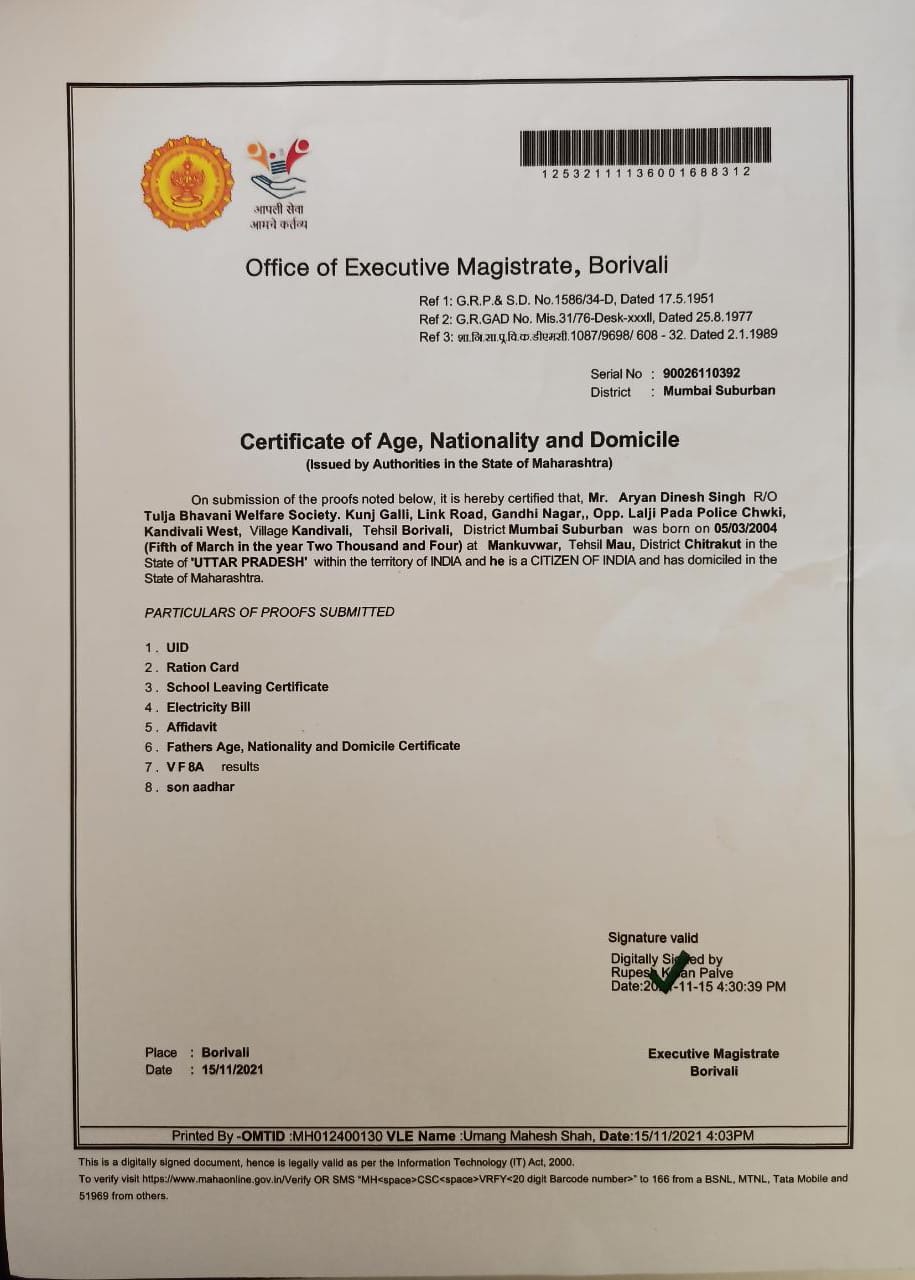 आपली सेवा
आमचे कर्तव्य
12532111136001688312
Office of Executive Magistrate, Borivali
Ref 1: G.R.P.& S.D. No.1586/34-D, Dated 17.5.1951
Ref 2: G.R.GAD No. Mis.31/76-Desk-xxxII, Dated 25.8.1977
Ref 3: शा.नि.सा.पू.वि.क.डीएमसी.1087/9698/ 608 - 32. Dated 2.1.1989
Serial No : 90026110392
District : Mumbai Suburban
Certificate of Age, Nationality and Domicile
(Issued by Authorities in the State of Maharashtra)
On submission of the proofs noted below, it is hereby certified that, Mr. Aryan Dinesh Singh R/O
Tulja Bhavani Welfare Society. Kunj Galli, Link Road, Gandhi Nagar,, Opp. Lalji Pada Police Chwki,
Kandivali West, Village Kandivali, Tehsil Borivali, District Mumbai Suburban was born on 05/03/2004
(Fifth of March in the year Two Thousand and Four) at Mankuvwar, Tehsil Mau, District Chitrakut in the
State of 'UTTAR PRADESH' within the territory of INDIA and he is a CITIZEN OF INDIA and has domiciled in the
State of Maharashtra.
PARTICULARS OF PROOFS SUBMITTED
1 . UID
2 . Ration Card
3 . School Leaving Certificate
4 . Electricity Bill
5 . Affidavit
6 . Fathers Age, Nationality and Domicile Certificate
7 . V F 8A results
8 . son aadhar
Signature valid
Digitally Signed by
Rupesh Palve
Date:2021-11-15 4:30:39 PM
Place : Borivali
Date : 15/11/2021
Executive Magistrate
Borivali
Printed By -OMTID :MH012400130 VLE Name :Umang Mahesh Shah, Date:15/11/2021 4:03PM
This is a digitally signed document, hence is legally valid as per the Information Technology (IT) Act, 2000.
To verify visit https://www.mahaonline.gov.in/Verify OR SMS "MH<space>CSC<space>VRFY<20 digit Barcode number>" to 166 from a BSNL, MTNL, Tata Mobile and
51969 from others.